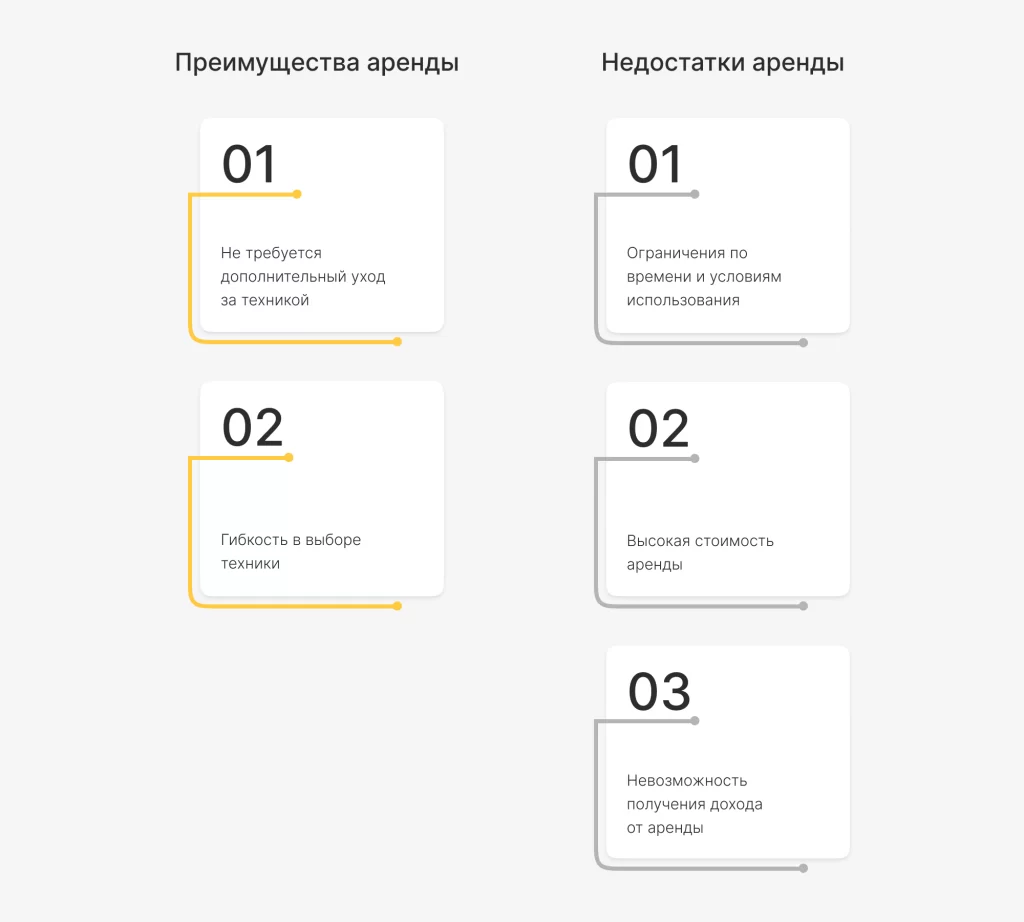 Преимущества аренды
01
Не требуется
дополнительный уход
за техникой
02
Гибкость в выборе
техники
Недостатки аренды
01
Ограничения по
времени и условиям
использования
02
Высокая стоимость
аренды
03
Невозможность
получения дохода
от аренды